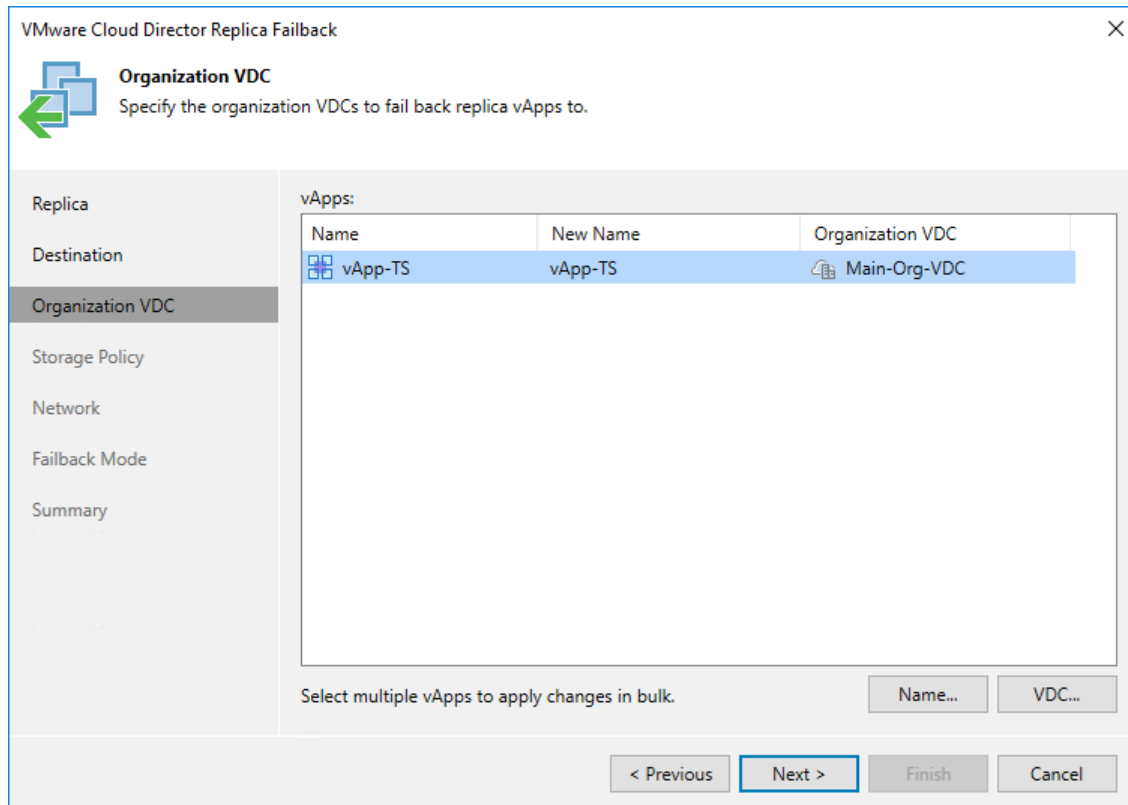 VMware Cloud Director Replica Failback
Organization VDC
Specify the organization VDCs to fail back replica vApps to.
Replica
Destination
Organization VDC
Storage Policy
Network
Failback Mode
Summary
vApps:
Name New Name Organization VDC
vApp-TS vApp-TS Main-Org-VDC
Select multiple vApps to apply changes in bulk.
Name... VDC...
< Previous Next > Finish Cancel